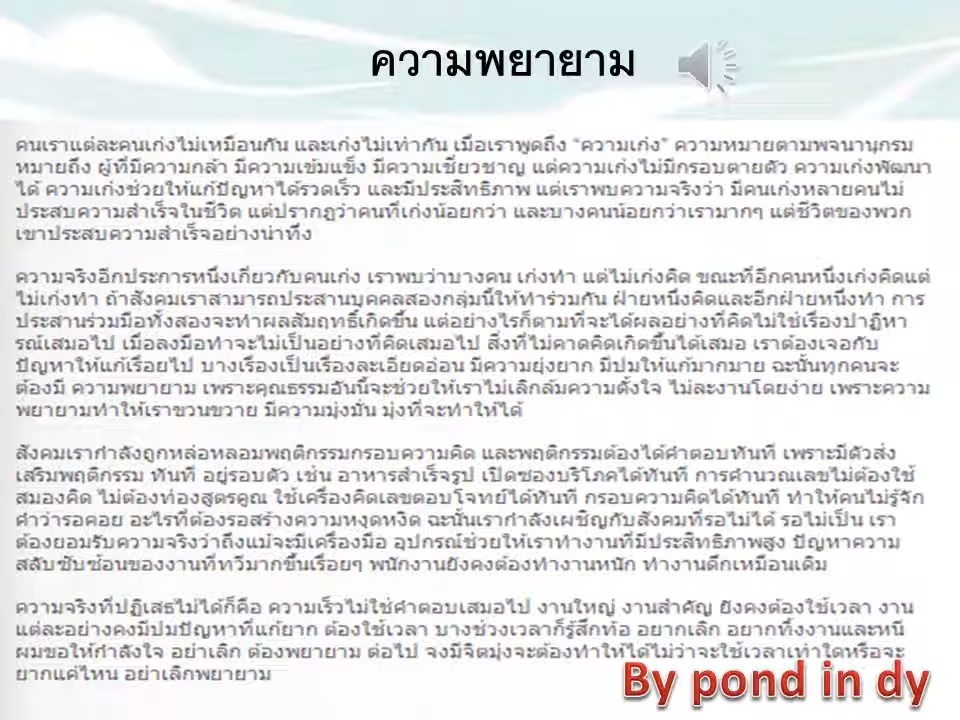 ความพยายาม
คนเราแต่ละคนเก่งไม่เหมือนกัน และเก่งไม่เท่ากัน เมื่อเราพูดถึง "ความเก่ง" ความหมายตามพจนานุกรม
หมายถึง ผู้ที่มีความกล้า มีความเข้มแข็ง มีความเชี่ยวชาญ แต่ความเก่งไม่มีกรอบตายตัว ความเก่งพัฒนา
ได้ ความเก่งช่วยให้แก้ปัญหาได้รวดเร็ว และมีประสิทธิภาพ แต่เราพบความจริงว่า มีคนเก่งหลายคนไม่
ประสบความสำเร็จในชีวิต แต่ปรากฏว่าคนที่เก่งน้อยกว่า และบางคนน้อยกว่าเรามากๆ แต่ชีวิตของพวก
เขาประสบความสำเร็จอย่างน่าทึ่ง
ความจริงอีกประการหนึ่งเกี่ยวกับคนเก่ง เราพบว่าบางคน เก่งทำ แต่ไม่เก่งคิด ขณะที่อีกคนหนึ่งเก่งคิดแต่
ไม่เก่งทำ ถ้าสังคมเราสามารถประสานบุคคลสองกลุ่มนี้ให้ทำร่วมกัน ฝ่ายหนึ่งคิดและอีกฝ่ายหนึ่งทำ การ
ประสานร่วมมือทั้งสองจะทำผลสัมฤทธิ์เกิดขึ้น แต่อย่างไรก็ตามที่จะได้ผลอย่างที่คิดไม่ใช่เรื่องปาฏิหา
รณ์เสมอไป เมื่อลงมือทำจะไม่เป็นอย่างที่คิดเสมอไป สิ่งที่ไม่คาดคิดเกิดขึ้นได้เสมอ เราต้องเจอกับ
ปัญหาให้แก้เรื่อยไป บางเรื่องเป็นเรื่องละเอียดอ่อน มีความยุ่งยาก มีปมให้แก้มากมาย ฉะนั้นทุกคนจะ
ต้องมี ความพยายาม เพราะคุณธรรมอันนี้จะช่วยให้เราไม่เลิกล้มความตั้งใจ ไม่ละงานโดยง่าย เพราะความ
พยายามทำให้เราขวนขวาย มีความมุ่งมั่น มุ่งที่จะทำให้ได้
สังคมเรากำลังถูกหล่อหลอมพฤติกรรมกรอบความคิด และพฤติกรรมต้องได้คำตอบทันที เพราะมีตัวส่ง
เสริมพฤติกรรม ทันที อยู่รอบตัว เช่น อาหารสำเร็จรูป เปิดซองบริโภคได้ทันที การคำนวณเลขไม่ต้องใช้
สมองคิด ไม่ต้องท่องสูตรคูณ ใช้เครื่องคิดเลขตอบโจทย์ได้ทันที กรอบความคิดได้ทันที ทำให้คนไม่รู้จัก
คำว่ารอคอย อะไรที่ต้องรอสร้างความหงุดหงิด ฉะนั้นเรากำลังเผชิญกับสังคมที่รอไม่ได้ รอไม่เป็น เรา
ต้องยอมรับความจริงว่าถึงแม้จะมีเครื่องมือ อุปกรณ์ช่วยให้เราทำงานที่มีประสิทธิภาพสูง ปัญหาความ
สลับซับซ้อนของงานที่ทวีมากขึ้นเรื่อยๆ พนักงานยังคงต้องทำงานหนัก ทำงานดึกเหมือนเดิม
ความจริงที่ปฏิเสธไม่ได้ก็คือ ความเร็วไม่ใช่คำตอบเสมอไป งานใหญ่ งานสำคัญ ยังคงต้องใช้เวลา งาน
แต่ละอย่างคงมีปมปัญหาที่แก้ยาก ต้องใช้เวลา บางช่วงเวลาก็รู้สึกท้อ อยากเลิก อยากทิ้งงานและหนี
ผมขอให้กำลังใจ อย่าเลิก ต้องพยายาม ต่อไป จงมีจิตมุ่งจะต้องทำให้ได้ไม่ว่าจะใช้เวลาเท่าใดหรือจะ
ยากแค่ไหน อย่าเลิกพยายาม
By pond in dy